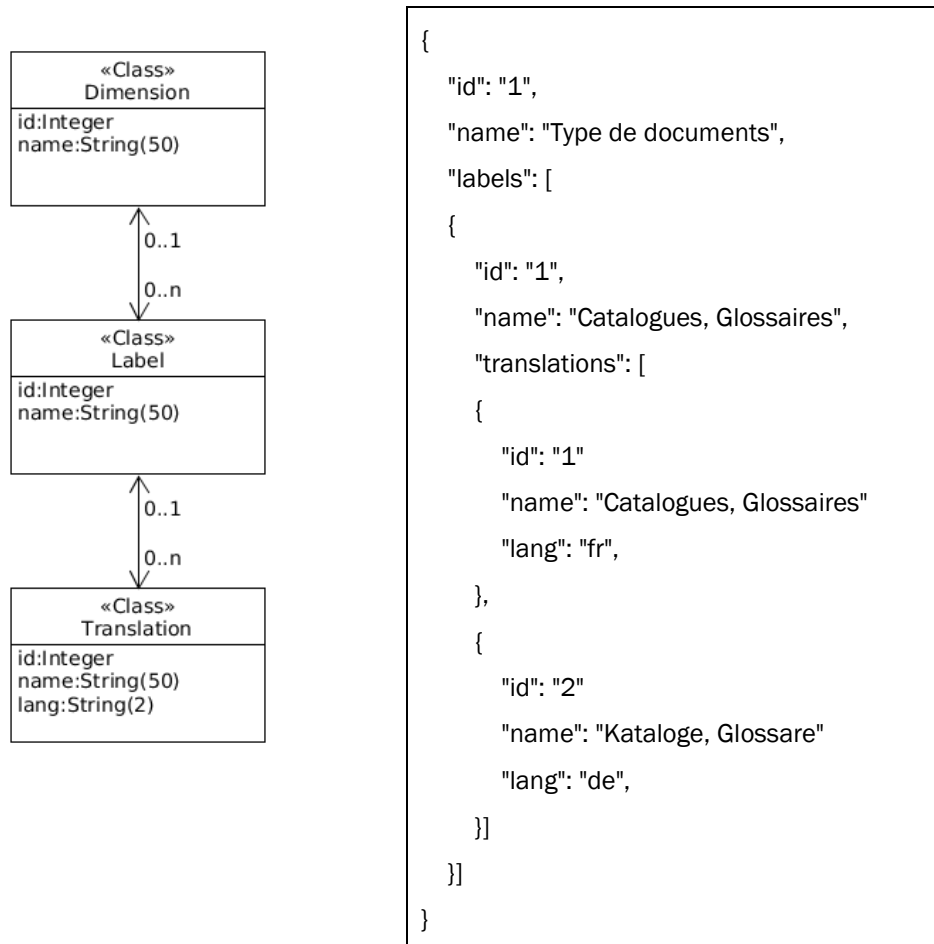 «Class»
Dimension
id:Integer
name:String(50)
0..1
0..n
«Class»
Label
id:Integer
name:String(50)
0..1
0..n
«Class»
Translation
id:Integer
name:String(50)
lang:String(2)
{
"id": "1",
"name": "Type de documents",
"labels": [
{
"id": "1",
"name": "Catalogues, Glossaires",
"translations": [
{
"id": "1"
"name": "Catalogues, Glossaires"
"lang": "fr",
},
{
"id": "2"
"name": "Kataloge, Glossare"
"lang": "de",
}]
}]
}